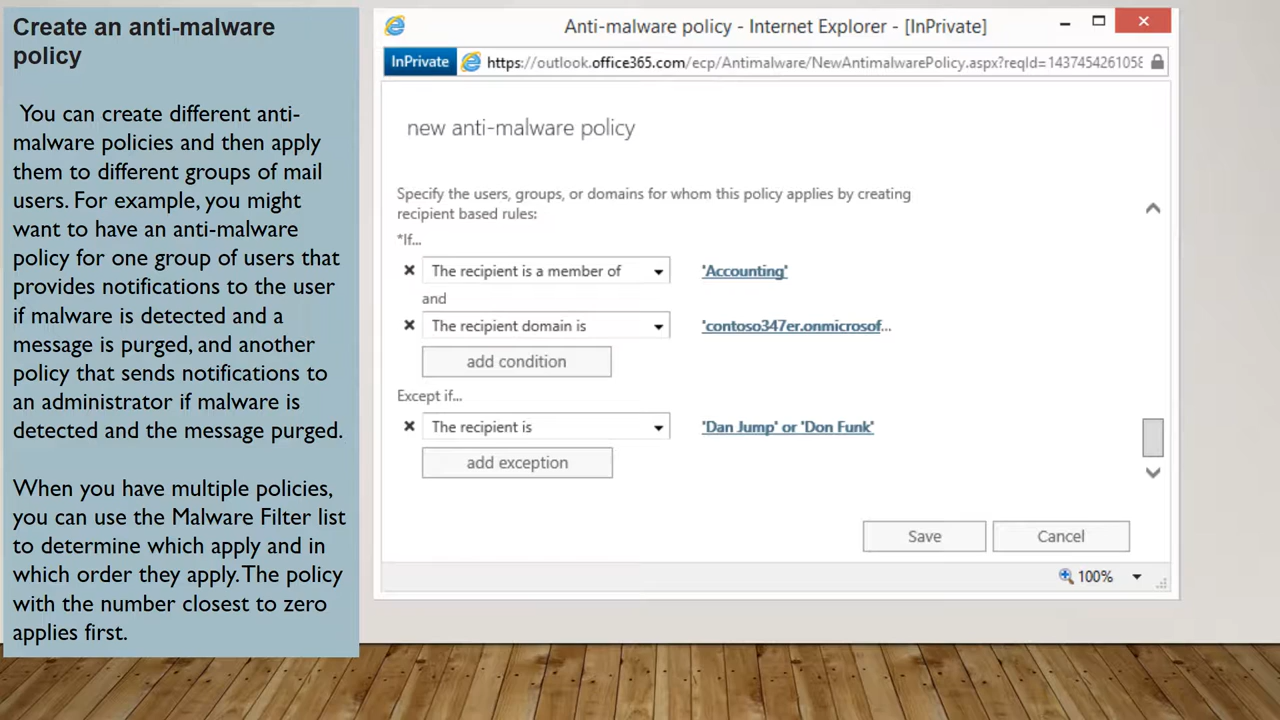 Create an anti-malware
policy
You can create different anti-
malware policies and then apply
them to different groups of mail
users. For example, you might
want to have an anti-malware
policy for one group of users that
provides notifications to the user
if malware is detected and a
message is purged, and another
policy that sends notifications to
an administrator if malware is
detected and the message purged.
When you have multiple policies,
you can use the Malware Filter list
to determine which apply and in
which order they apply. The policy
with the number closest to zero
applies first.
Anti-malware policy - Internet Explorer - [InPrivate]
InPrivate https://outlook.office365.com/ecp/Antimalware/NewAntimalwarePolicy.aspx?reqId=1437454261058
new anti-malware policy
Specify the users, groups, or domains for whom this policy applies by creating
recipient based rules:
*If...
The recipient is a member of 'Accounting'
and
The recipient domain is 'contoso347er.onmicrosof...
add condition
Except if...
The recipient is 'Dan Jump' or 'Don Funk'
add exception
Save Cancel
100%